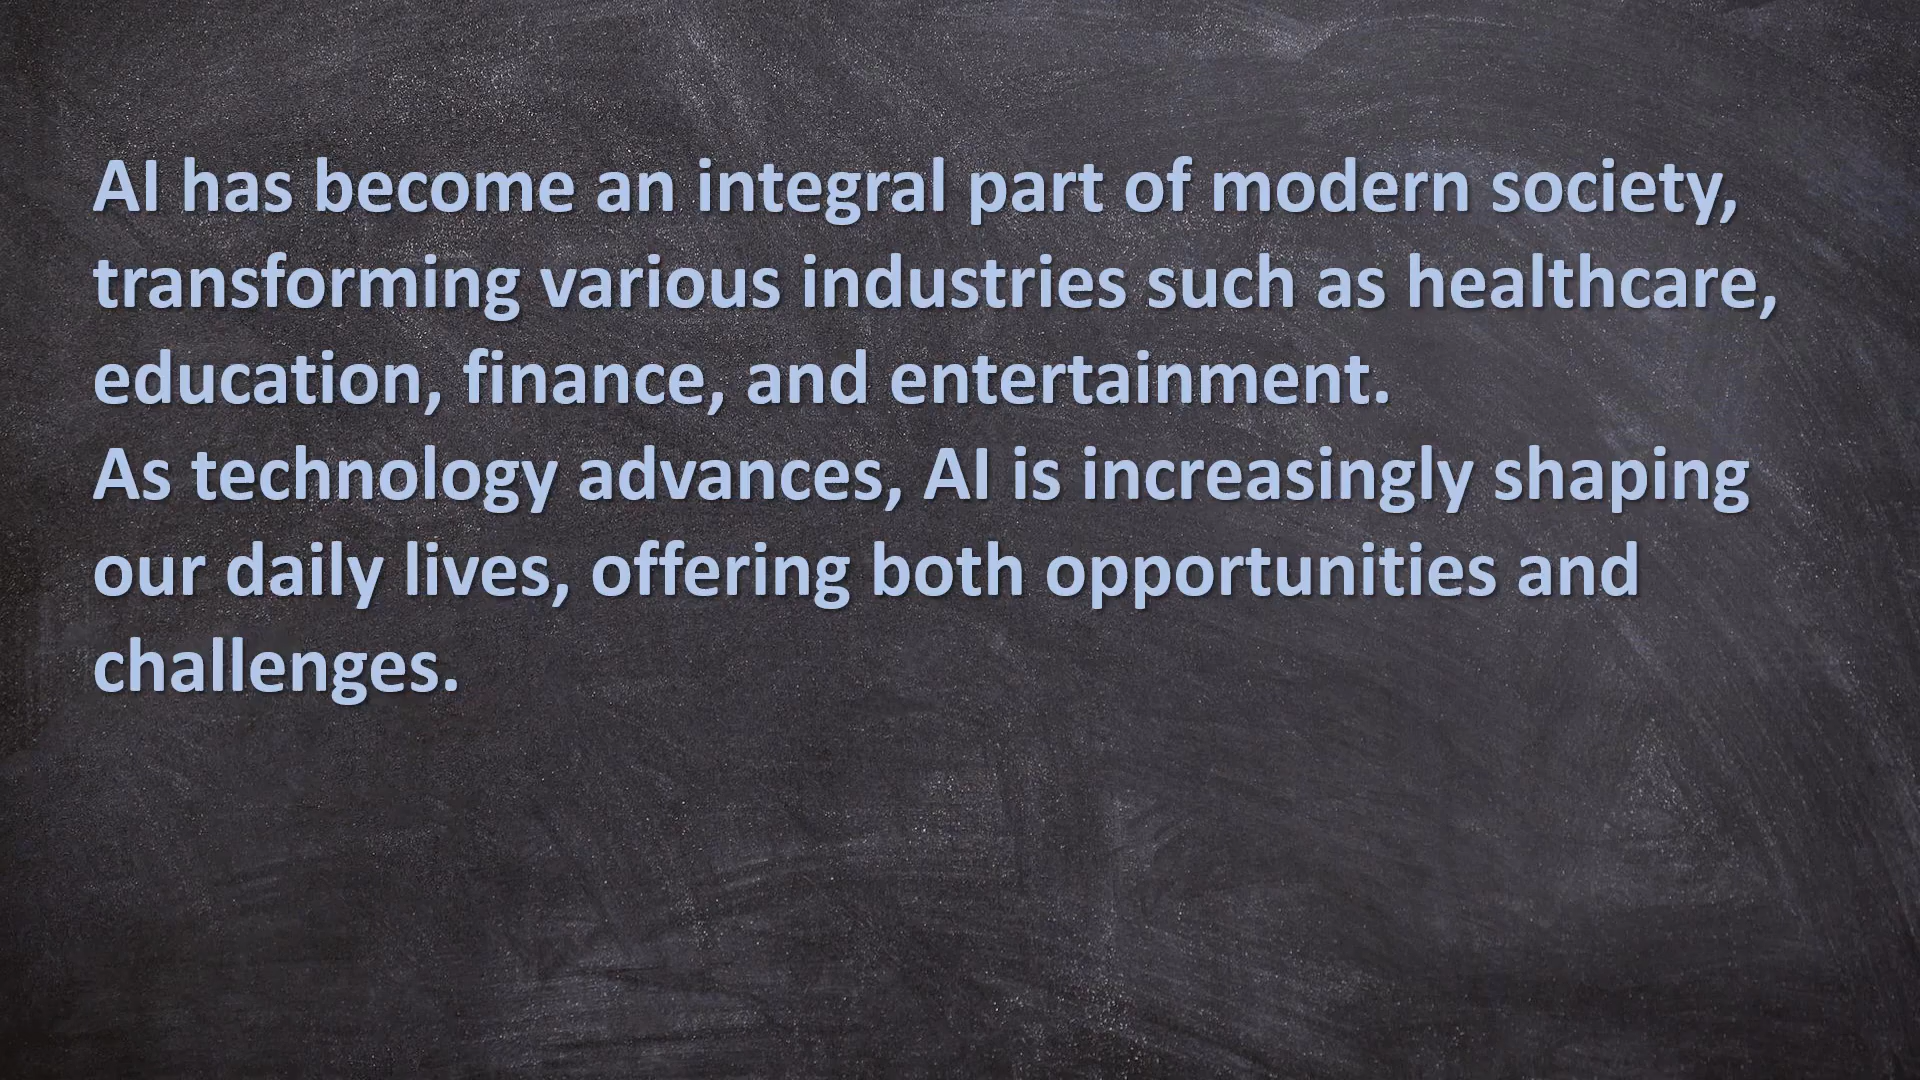 AI has become an integral part of modern society,
transforming various industries such as healthcare,
education, finance, and entertainment.
As technology advances, AI is increasingly shaping
our daily lives, offering both opportunities and
challenges.